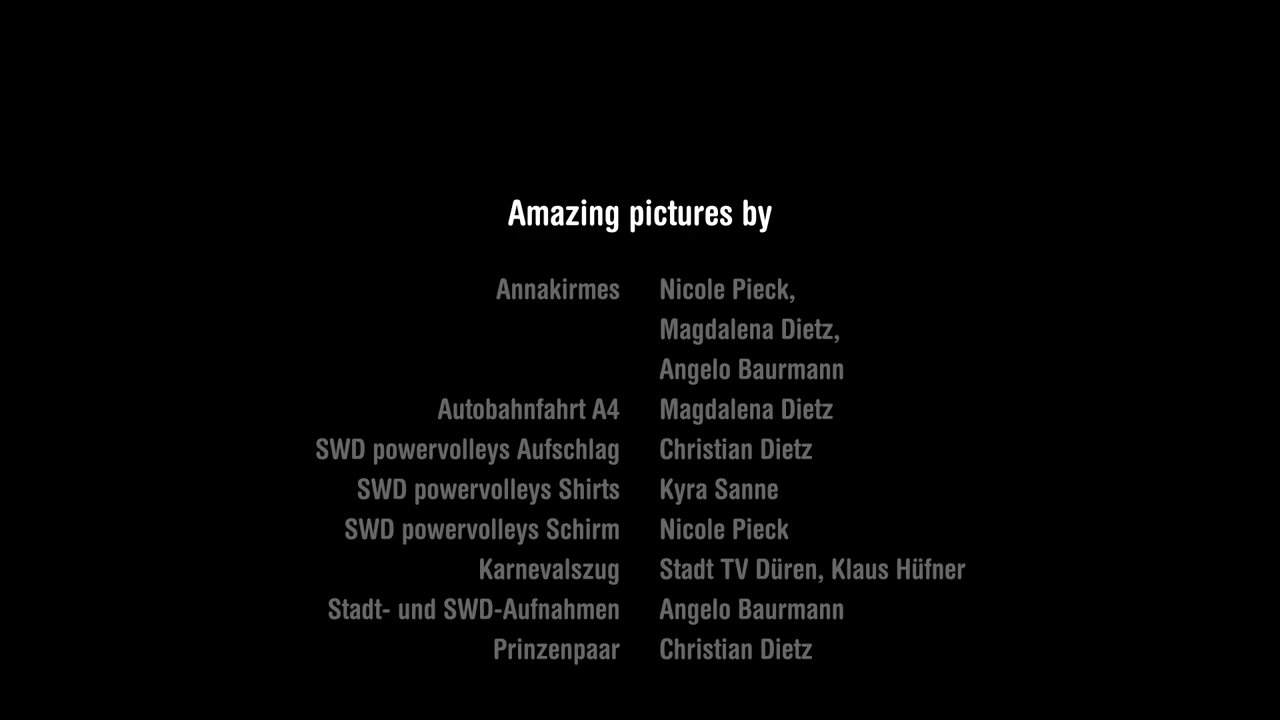 Amazing pictures by
Annakirmes Nicole Pieck,
Magdalena Dietz,
Angelo Baurmann
Autobahnfahrt A4 Magdalena Dietz
SWD powervolleys Aufschlag Christian Dietz
SWD powervolleys Shirts Kyra Sanne
SWD powervolleys Schirm Nicole Pieck
Karnevalszug Stadt TV Düren, Klaus Hüfner
Stadt- und SWD-Aufnahmen Angelo Baurmann
Prinzenpaar Christian Dietz